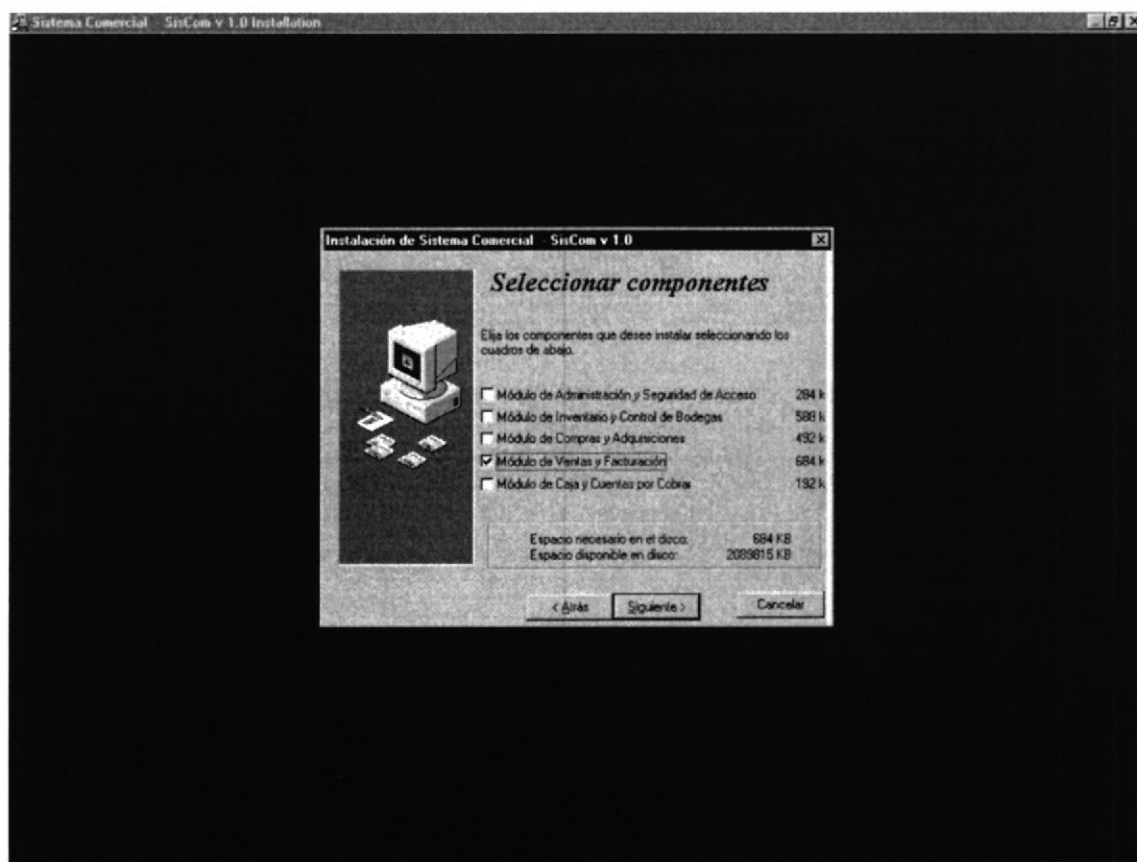 Sistema Comercial SisCom v 1.0 Installation
Instalación de Sistema Comercial - SisCom v 1.0
Seleccionar componentes
Elija los componentes que desee instalar seleccionando los
cuadros de abajo.
Módulo de Administración y Seguridad de Acceso 284 k
Módulo de Inventario y Control de Bodegas 588 k
Módulo de Compras y Adquisiciones 492 k
Módulo de Ventas y Facturación 684 k
Módulo de Caja y Cuentas por Cobrar 192 k
Espacio necesario en el disco: 684 KB
Espacio disponible en disco: 2089815 KB
< Atrás Siguiente > Cancelar